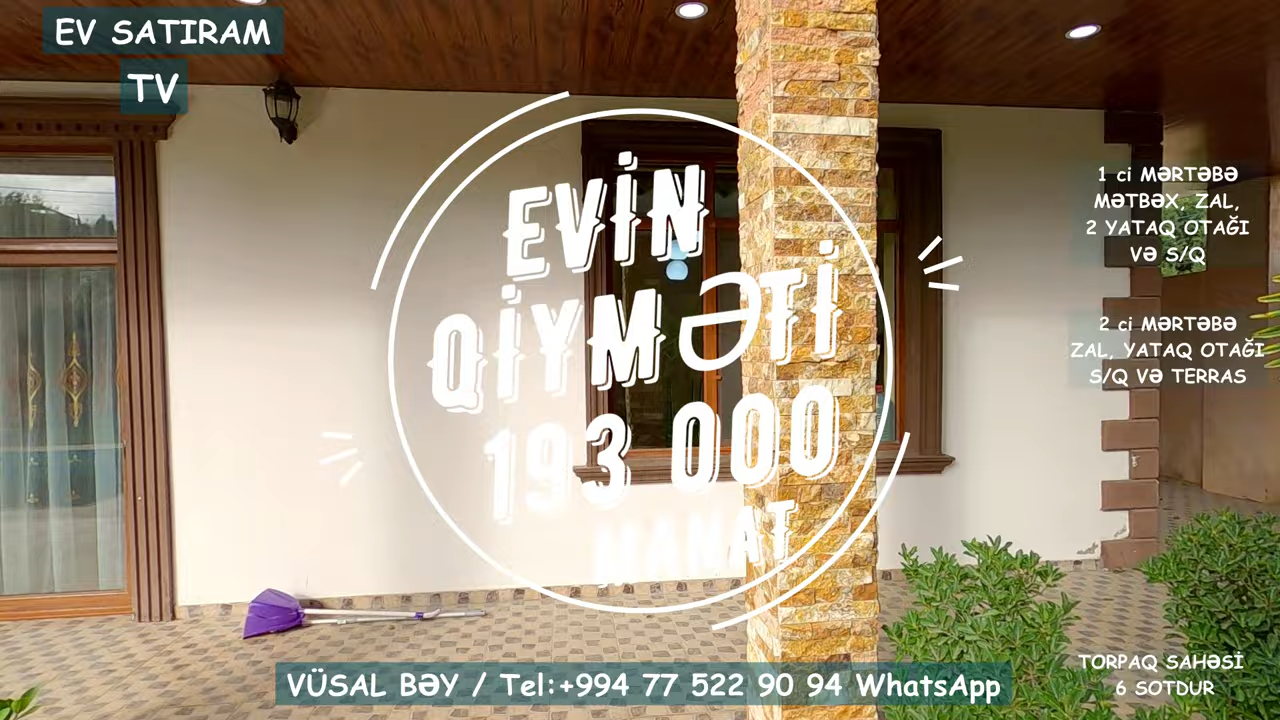 EV SATIRAM
TV
EVİN
QİYMƏTİ
193 000
MANAT
1 ci MƏRTƏBƏ
MƏTBƏX, ZAL,
2 YATAQ OTAĞI
VƏ S/Q
2 ci MƏRTƏBƏ
ZAL, YATAQ OTAĞI
S/Q VƏ TERRAS
TORPAQ SAHƏSİ
6 SOTDUR
VÜSAL BƏY / Tel:+994 77 522 90 94 WhatsApp